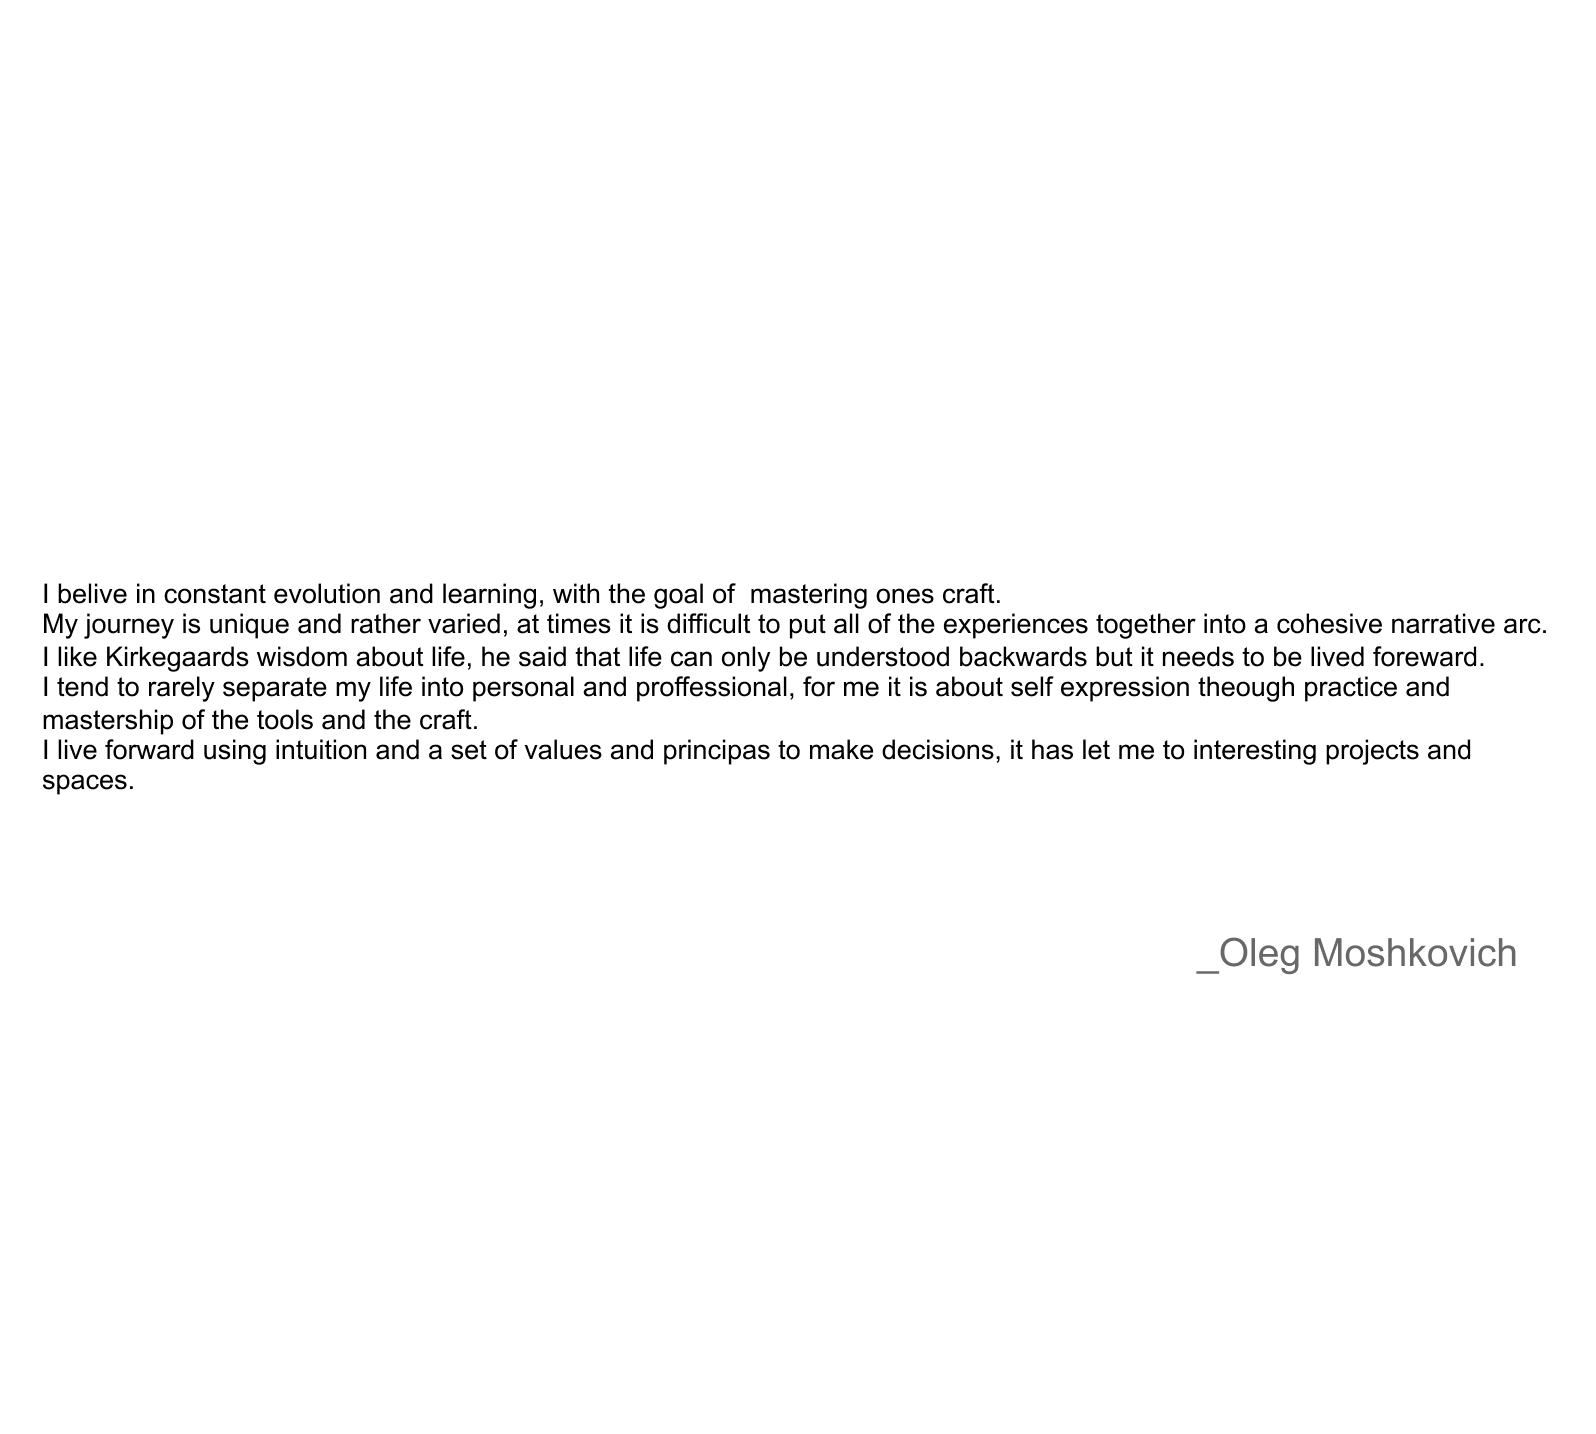 I belive in constant evolution and learning, with the goal of  mastering ones craft.
My journey is unique and rather varied, at times it is difficult to put all of the experiences together into a cohesive narrative arc.
I like Kirkegaards wisdom about life, he said that life can only be understood backwards but it needs to be lived foreward.
I tend to rarely separate my life into personal and proffessional, for me it is about self expression theough practice and
mastership of the tools and the craft.
I live forward using intuition and a set of values and principas to make decisions, it has let me to interesting projects and
spaces.
_Oleg Moshkovich